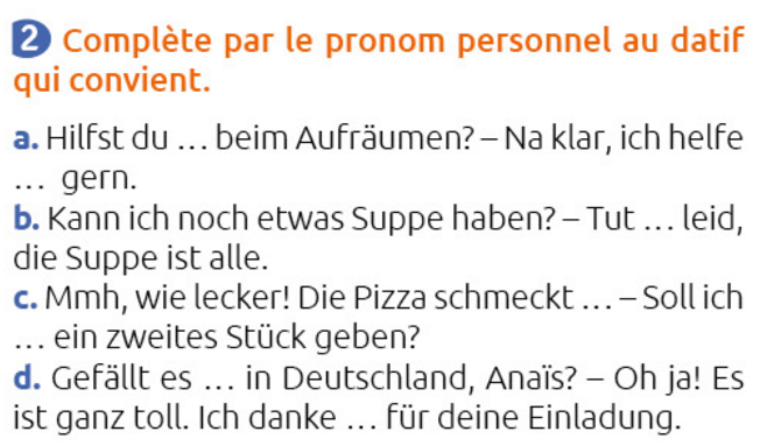 2 Complète par le pronom personnel au datif
qui convient.
a. Hilfst du … beim Aufräumen? – Na klar, ich helfe
… gern.
b. Kann ich noch etwas Suppe haben? – Tut … leid,
die Suppe ist alle.
c. Mmh, wie lecker! Die Pizza schmeckt … – Soll ich
… ein zweites Stück geben?
d. Gefällt es … in Deutschland, Anaïs? – Oh ja! Es
ist ganz toll. Ich danke … für deine Einladung.